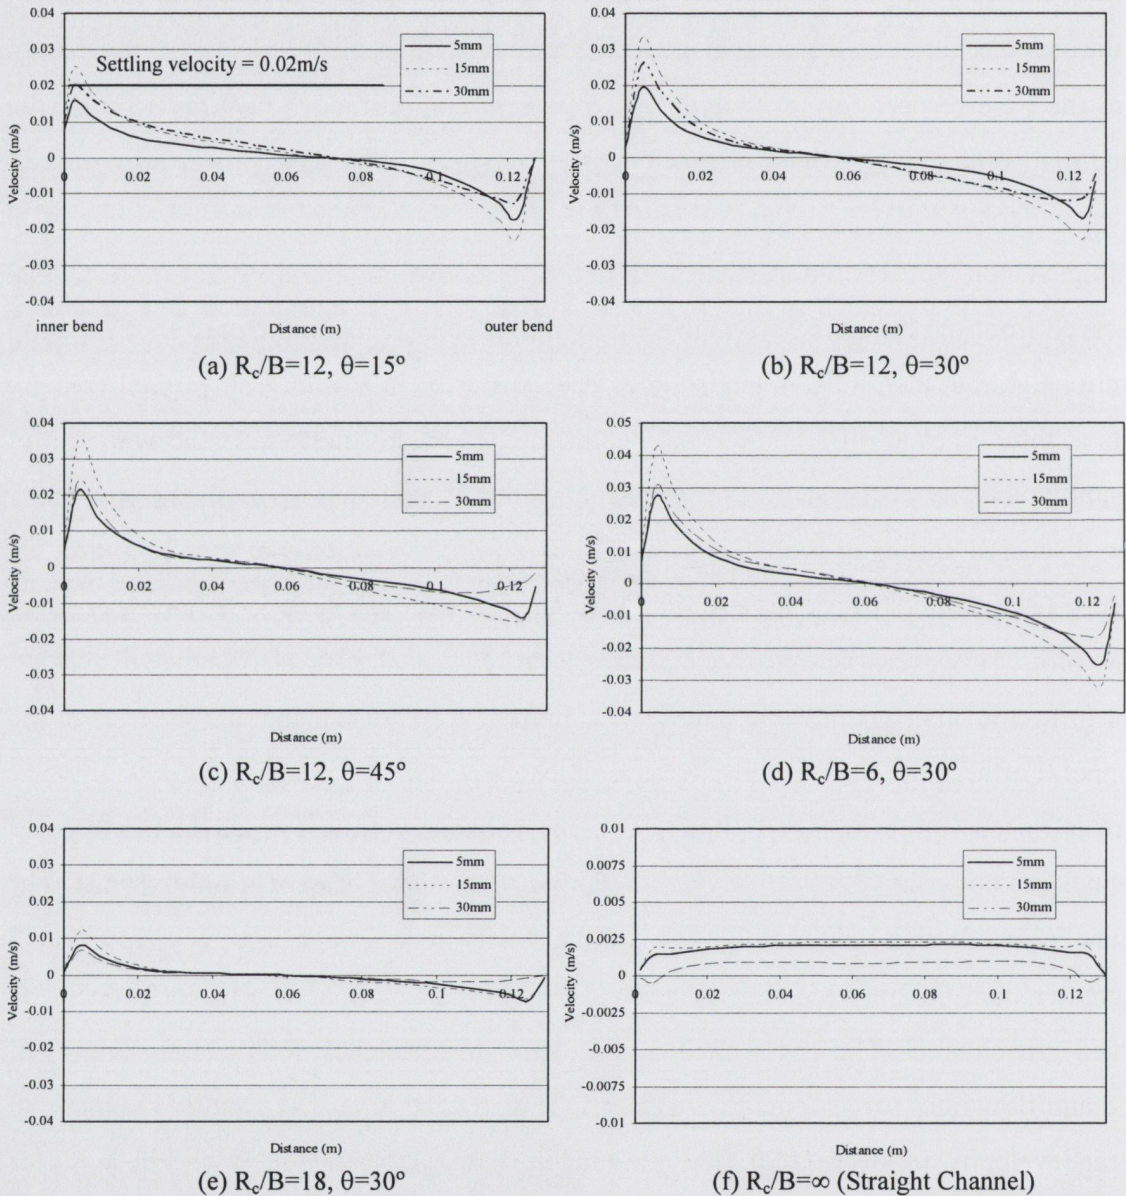 0.04
0.03
0.02
0.01
0
-0.01
-0.02
-0.03
-0.04
Velocity (m/s)
Settling velocity = 0.02m/s
5mm
15mm
30mm
0 0.02 0.04 0.06 0.08 0.1 0.12
inner bend Distance (m) outer bend
(a) Rc/B=12, θ=15º
0.04
0.03
0.02
0.01
0
-0.01
-0.02
-0.03
-0.04
Velocity (m/s)
5mm
15mm
30mm
0 0.02 0.04 0.06 0.08 0.1 0.12
Distance (m)
(b) Rc/B=12, θ=30º
0.04
0.03
0.02
0.01
0
-0.01
-0.02
-0.03
-0.04
Velocity (m/s)
5mm
15mm
30mm
0 0.02 0.04 0.06 0.08 0.1 0.12
Distance (m)
(c) Rc/B=12, θ=45º
0.05
0.04
0.03
0.02
0.01
0
-0.01
-0.02
-0.03
-0.04
Velocity (m/s)
5mm
15mm
30mm
0 0.02 0.04 0.06 0.08 0.1 0.12
Distance (m)
(d) Rc/B=6, θ=30º
0.04
0.03
0.02
0.01
0
-0.01
-0.02
-0.03
-0.04
Velocity (m/s)
5mm
15mm
30mm
0 0.02 0.04 0.06 0.08 0.1 0.12
Distance (m)
(e) Rc/B=18, θ=30º
0.01
0.0075
0.005
0.0025
0
-0.0025
-0.005
-0.0075
-0.01
Velocity (m/s)
5mm
15mm
30mm
0 0.02 0.04 0.06 0.08 0.1 0.12
Distance (m)
(f) Rc/B=∞ (Straight Channel)